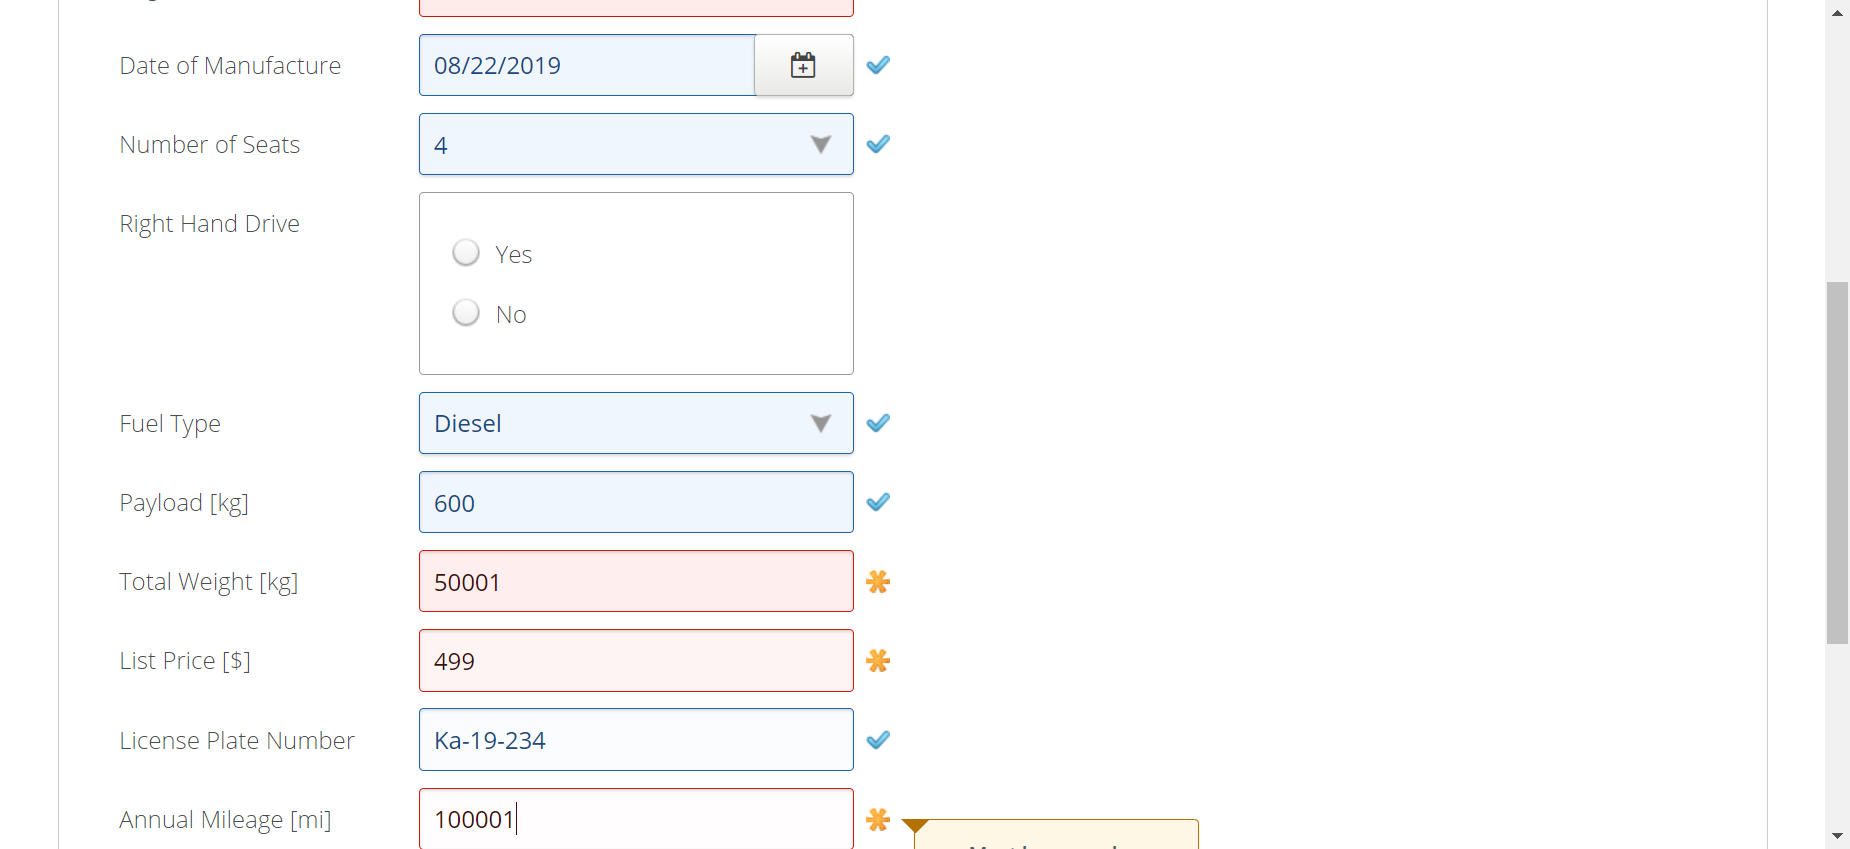 Date of Manufacture
08/22/2019
Number of Seats
4
Right Hand Drive
Yes
No
Fuel Type
Diesel
Payload [kg]
600
Total Weight [kg]
50001
List Price [$]
499
License Plate Number
Ka-19-234
Annual Mileage [mi]
100001